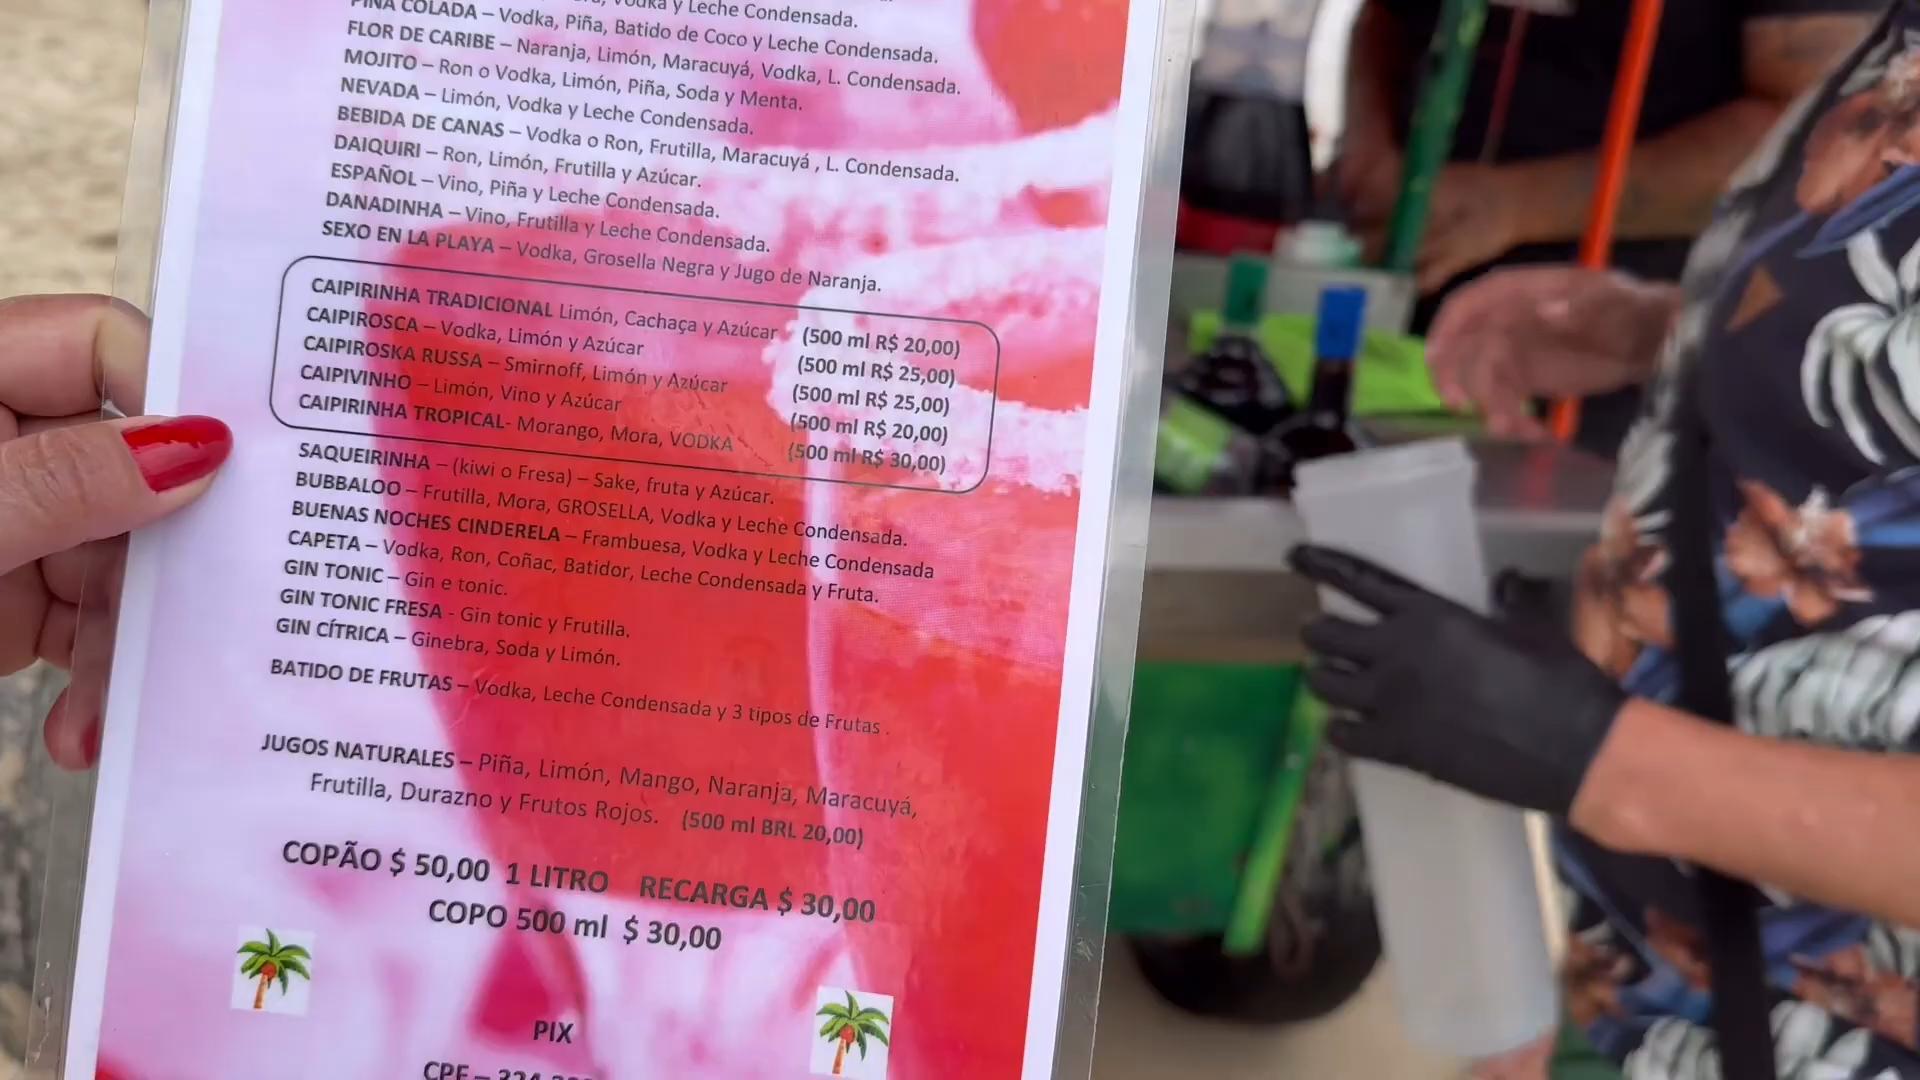 Vodka y Leche Condensada.
PIÑA COLADA – Vodka, Piña, Batido de Coco y Leche Condensada.
FLOR DE CARIBE – Naranja, Limón, Maracuyá, Vodka, L. Condensada.
MOJITO – Ron o Vodka, Limón, Piña, Soda y Menta.
NEVADA – Limón, Vodka y Leche Condensada.
BEBIDA DE CANAS – Vodka o Ron, Frutilla, Maracuyá , L. Condensada.
DAIQUIRI – Ron, Limón, Frutilla y Azúcar.
ESPAÑOL – Vino, Piña y Leche Condensada.
DANADINHA – Vino, Frutilla y Leche Condensada.
SEXO EN LA PLAYA – Vodka, Grosella Negra y Jugo de Naranja.
CAIPIRINHA TRADICIONAL Limón, Cachaça y Azúcar (500 ml R$ 20,00)
CAIPIROSCA – Vodka, Limón y Azúcar (500 ml R$ 25,00)
CAIPIROSKA RUSSA – Smirnoff, Limón y Azúcar (500 ml R$ 25,00)
CAIPIVINHO – Limón, Vino y Azúcar (500 ml R$ 20,00)
CAIPIRINHA TROPICAL- Morango, Mora, VODKA (500 ml R$ 30,00)
SAQUEIRINHA – (kiwi o Fresa) – Sake, fruta y Azúcar.
BUBBALOO – Frutilla, Mora, GROSELLA, Vodka y Leche Condensada.
BUENAS NOCHES CINDERELA – Frambuesa, Vodka y Leche Condensada
CAPETA – Vodka, Ron, Coñac, Batidor, Leche Condensada y Fruta.
GIN TONIC – Gin e tonic.
GIN TONIC FRESA - Gin tonic y Frutilla.
GIN CÍTRICA – Ginebra, Soda y Limón.
BATIDO DE FRUTAS – Vodka, Leche Condensada y 3 tipos de Frutas .
JUGOS NATURALES – Piña, Limón, Mango, Naranja, Maracuyá,
Frutilla, Durazno y Frutos Rojos. (500 ml BRL 20,00)
COPÃO $ 50,00 1 LITRO RECARGA $ 30,00
COPO 500 ml $ 30,00
PIX
CPF –